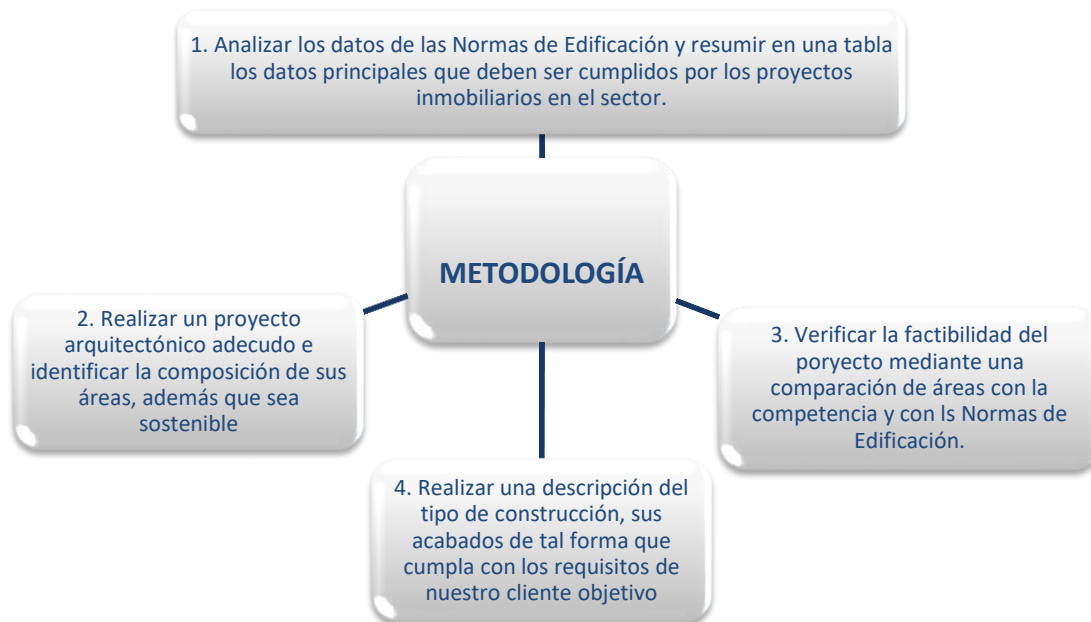 1. Analizar los datos de las Normas de Edificación y resumir en una tabla
los datos principales que deben ser cumplidos por los proyectos
inmobiliarios en el sector.
METODOLOGÍA
2. Realizar un proyecto
arquitectónico adecudo e
identificar la composición de sus
áreas, además que sea
sostenible
3. Verificar la factibilidad del
poryecto mediante una
comparación de áreas con la
competencia y con ls Normas de
Edificación.
4. Realizar una descripción del
tipo de construcción, sus
acabados de tal forma que
cumpla con los requisitos de
nuestro cliente objetivo